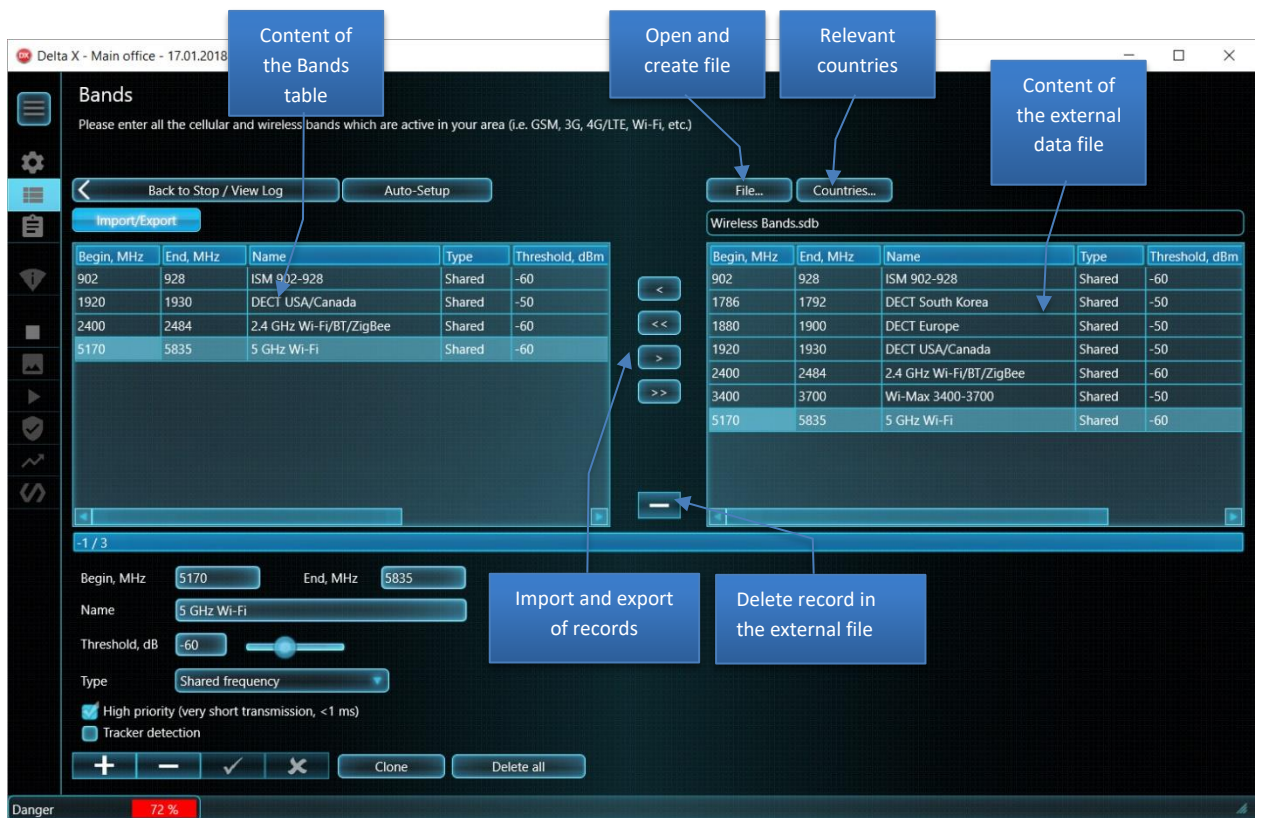 Content of
the Bands
table
Open and
create file
Relevant
countries
Content of
the external
data file
Delta X - Main office - 17.01.2018
Bands
Please enter all the cellular and wireless bands which are active in your area (i.e. GSM, 3G, 4G/LTE, Wi-Fi, etc.)
Back to Stop / View Log
Auto-Setup
File...
Countries...
Import/Export
Wireless Bands.sdb
Begin, MHz End, MHz Name Type Threshold, dBm
902 928 ISM 902-928 Shared -60
1920 1930 DECT USA/Canada Shared -50
2400 2484 2.4 GHz Wi-Fi/BT/ZigBee Shared -60
5170 5835 5 GHz Wi-Fi Shared -60
<
<<
>
>>
Begin, MHz End, MHz Name Type Threshold, dBm
902 928 ISM 902-928 Shared -60
1786 1792 DECT South Korea Shared -50
1880 1900 DECT Europe Shared -50
1920 1930 DECT USA/Canada Shared -50
2400 2484 2.4 GHz Wi-Fi/BT/ZigBee Shared -60
3400 3700 Wi-Max 3400-3700 Shared -50
5170 5835 5 GHz Wi-Fi Shared -60
-1 / 3
Begin, MHz 5170 End, MHz 5835
Name 5 GHz Wi-Fi
Threshold, dB -60
Type Shared frequency
High priority (very short transmission, <1 ms)
Tracker detection
Clone
Delete all
Import and export
of records
Delete record in
the external file
Danger 72 %